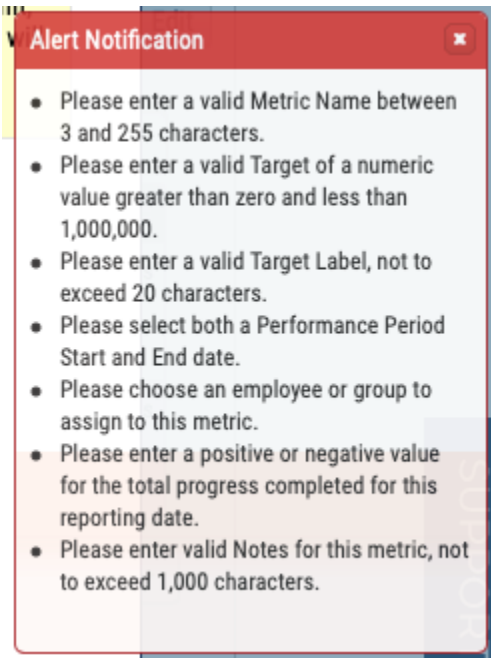 Edit
Alert Notification
• Please enter a valid Metric Name between
3 and 255 characters.
• Please enter a valid Target of a numeric
value greater than zero and less than
1,000,000.
• Please enter a valid Target Label, not to
exceed 20 characters.
• Please select both a Performance Period
Start and End date.
• Please choose an employee or group to
assign to this metric.
• Please enter a positive or negative value
for the total progress completed for this
reporting date.
• Please enter valid Notes for this metric, not
to exceed 1,000 characters.
SUPPOR